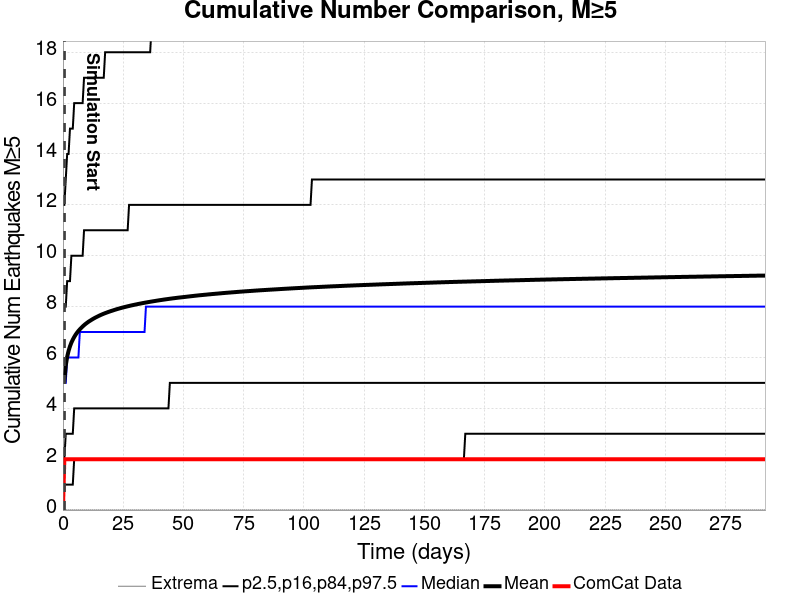 Cumulative Number Comparison, M≥5
Cumulative Num Earthquakes M≥5
18
16
14
12
10
8
6
4
2
0
Simulation Start
0 25 50 75 100 125 150 175 200 225 250 275
Time (days)
Extrema p2.5,p16,p84,p97.5 Median Mean ComCat Data